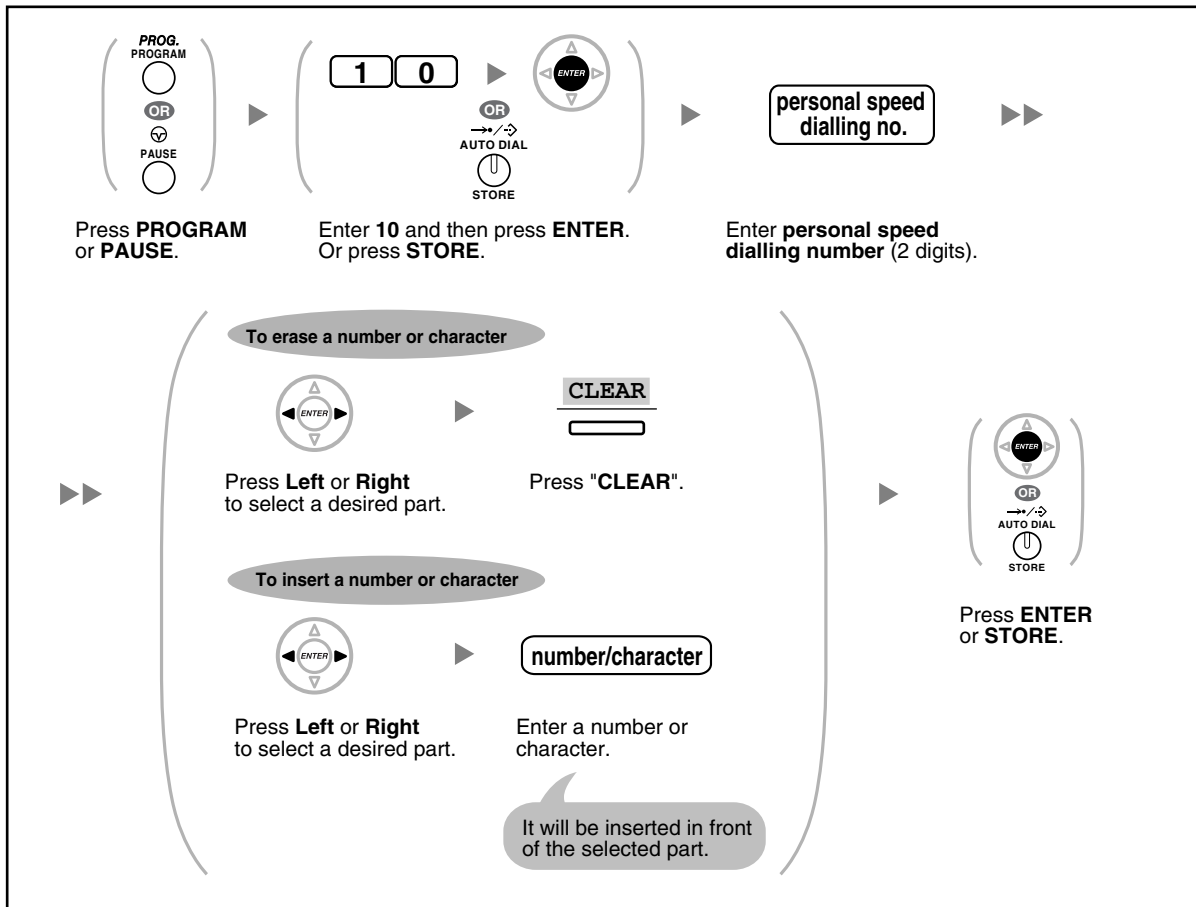 PROG.
PROGRAM
OR
PAUSE
Press PROGRAM
or PAUSE.
1 0
ENTER
OR
AUTO DIAL
STORE
Enter 10 and then press ENTER.
Or press STORE.
personal speed
dialling no.
Enter personal speed
dialling number (2 digits).
To erase a number or character
ENTER
Press Left or Right
to select a desired part.
CLEAR
Press "CLEAR".
To insert a number or character
ENTER
Press Left or Right
to select a desired part.
number/character
Enter a number or
character.
It will be inserted in front
of the selected part.
ENTER
OR
AUTO DIAL
STORE
Press ENTER
or STORE.